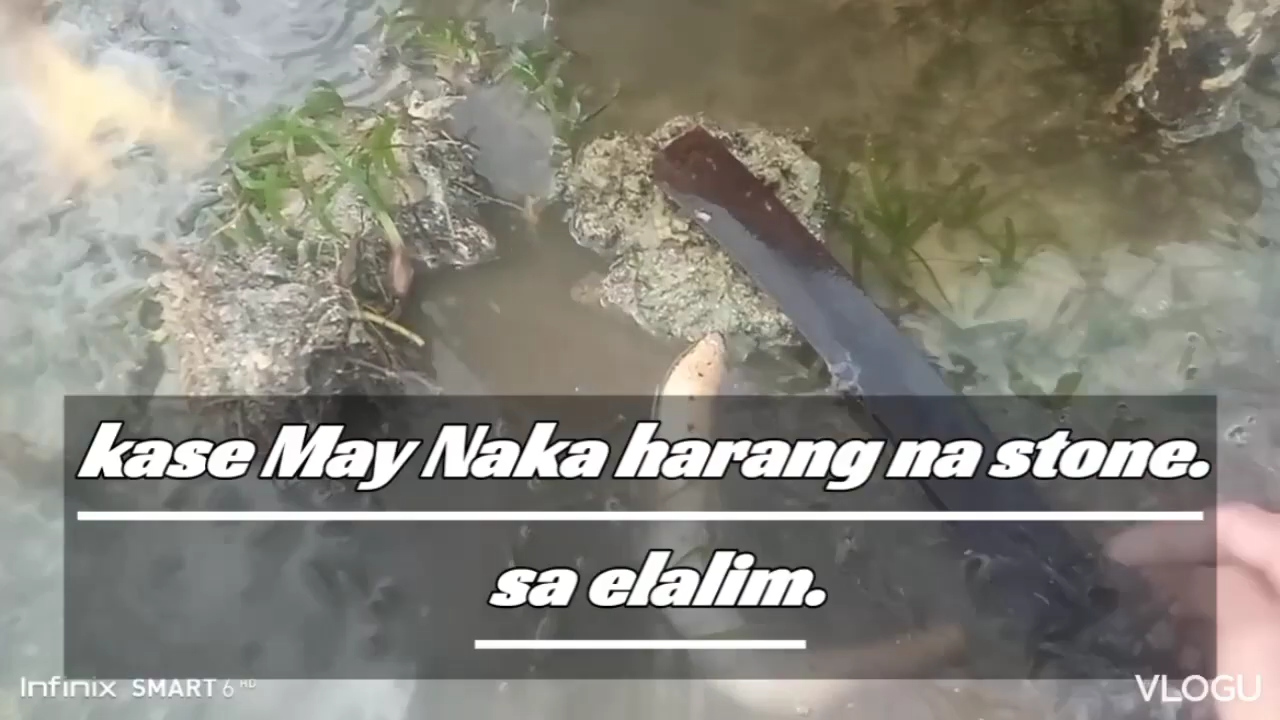 kase May Naka harang na stone.
sa elalim.
Infinix SMART 6 HD
VLOGU